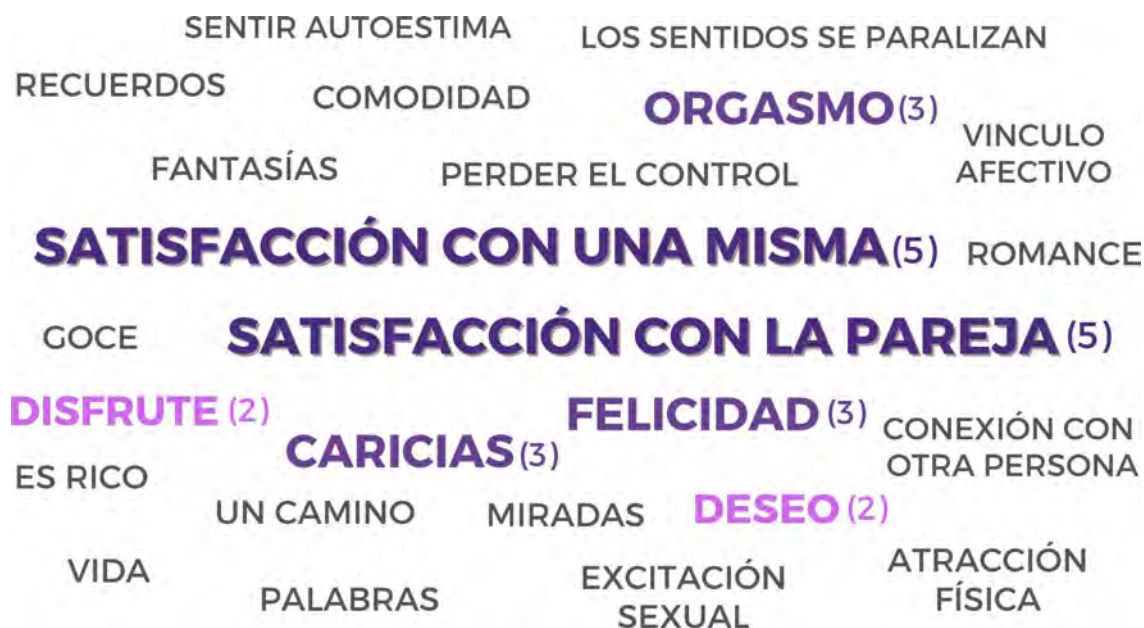 SENTIR AUTOESTIMA
LOS SENTIDOS SE PARALIZAN
RECUERDOS
COMODIDAD
ORGASMO (3)
VINCULO
AFECTIVO
FANTASÍAS
PERDER EL CONTROL
SATISFACCIÓN CON UNA MISMA (5)
ROMANCE
GOCE
SATISFACCIÓN CON LA PAREJA (5)
DISFRUTE (2)
FELICIDAD (3)
CARICIAS (3)
CONEXIÓN CON
OTRA PERSONA
ES RICO
UN CAMINO
MIRADAS
DESEO (2)
VIDA
PALABRAS
EXCITACIÓN
SEXUAL
ATRACCIÓN
FÍSICA